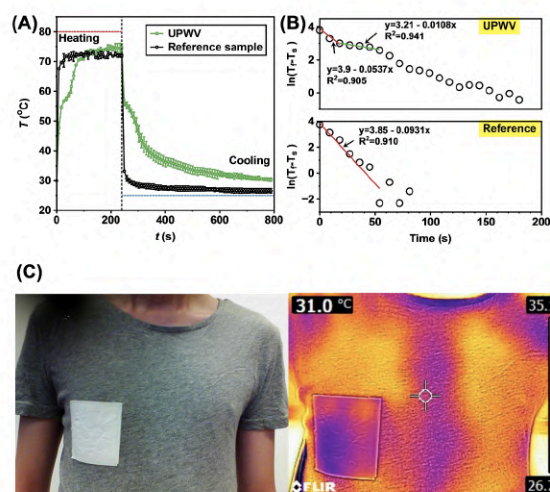 (A)
80
Heating
UPWV
Reference sample
70
60
50
40
30
20
T (°C)
Cooling
0
200
400
600
800
t (s)
(B)
4
2
0
ln(Tf-Ts
y=3.21 - 0.0108x
R²=0.941
UPWV
y=3.9 - 0.0537x
R²=0.905
4
2
0
-2
ln(Tf-Ts
y=3.85 - 0.0931x
R²=0.910
Reference
0
50
100
150
200
Time (s)
(C)
31.0 °C
35.
26.2
FLIR